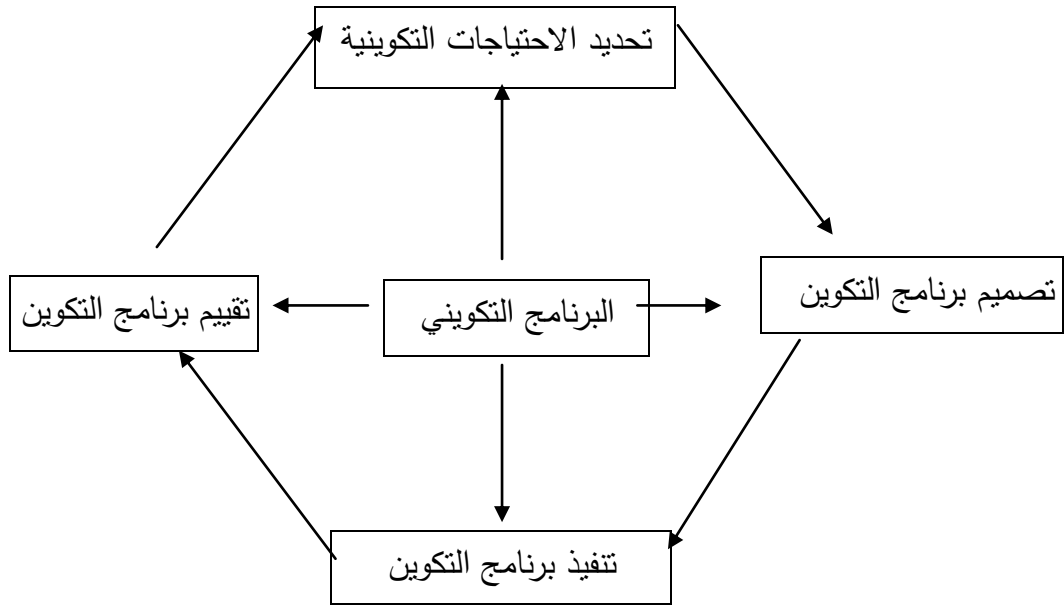 تحديد الاحتياجات التكوينية
تصميم برنامج التكوين
البرنامج التكويني
تقييم برنامج التكوين
تنفيذ برنامج التكوين